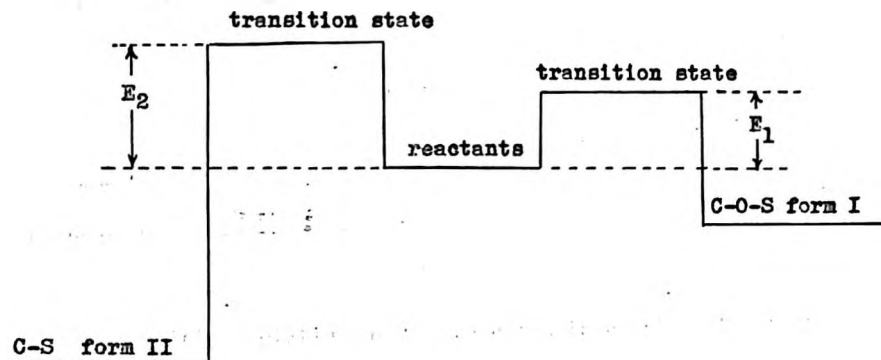 transition state
transition state
E2
E1
reactants
C-O-S form I
C-S form II